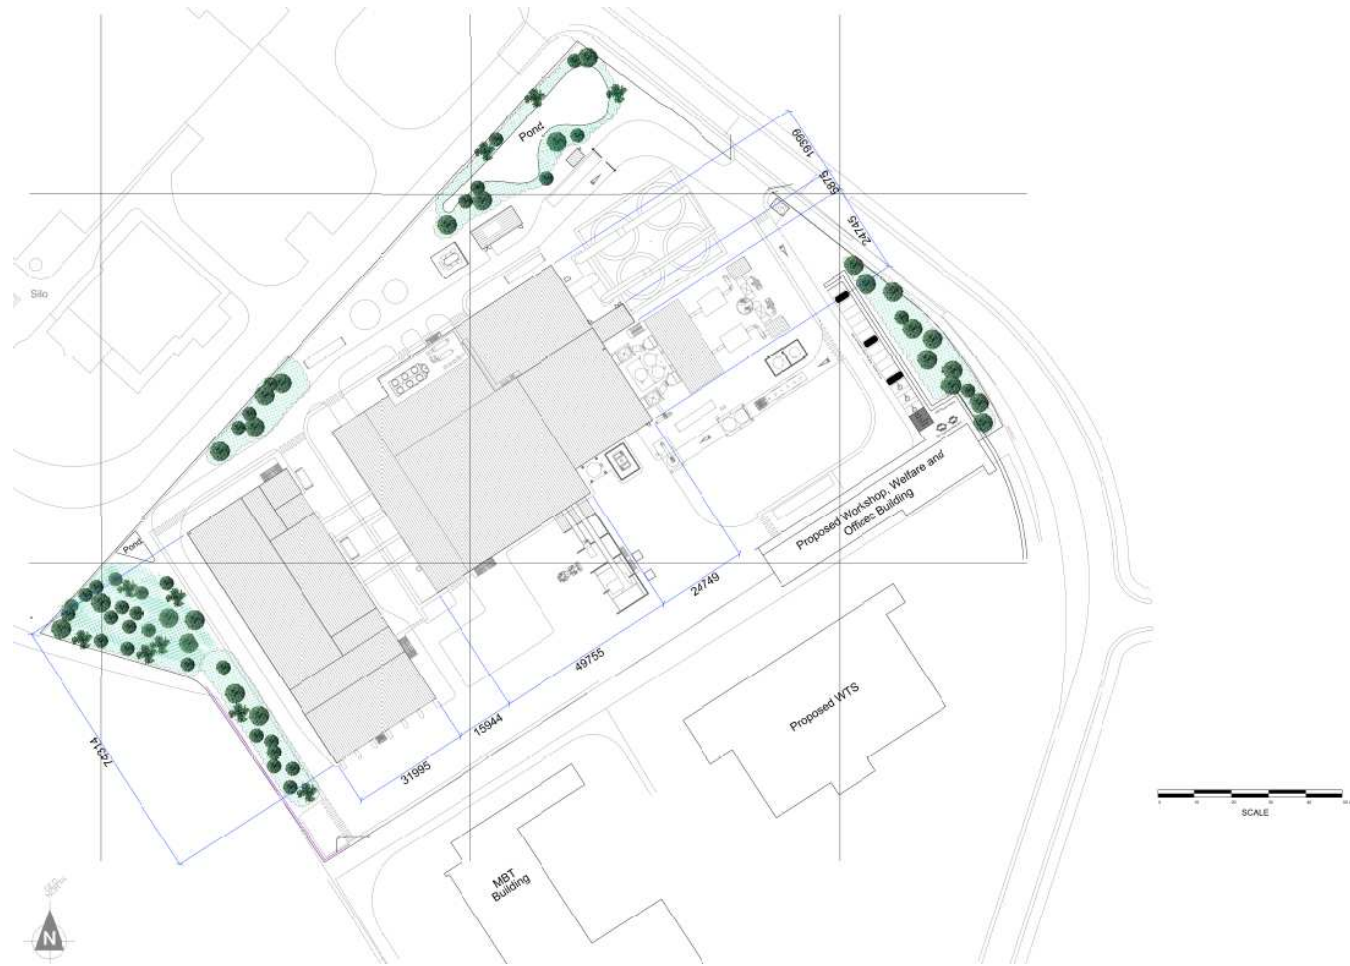 Pond
19399
5875
24745
Silo
Proposed Workshop, Welfare and
Offices Building
Pond
24749
49755
15944
31995
74314
Proposed WTS
MBT
Building
SCALE
N